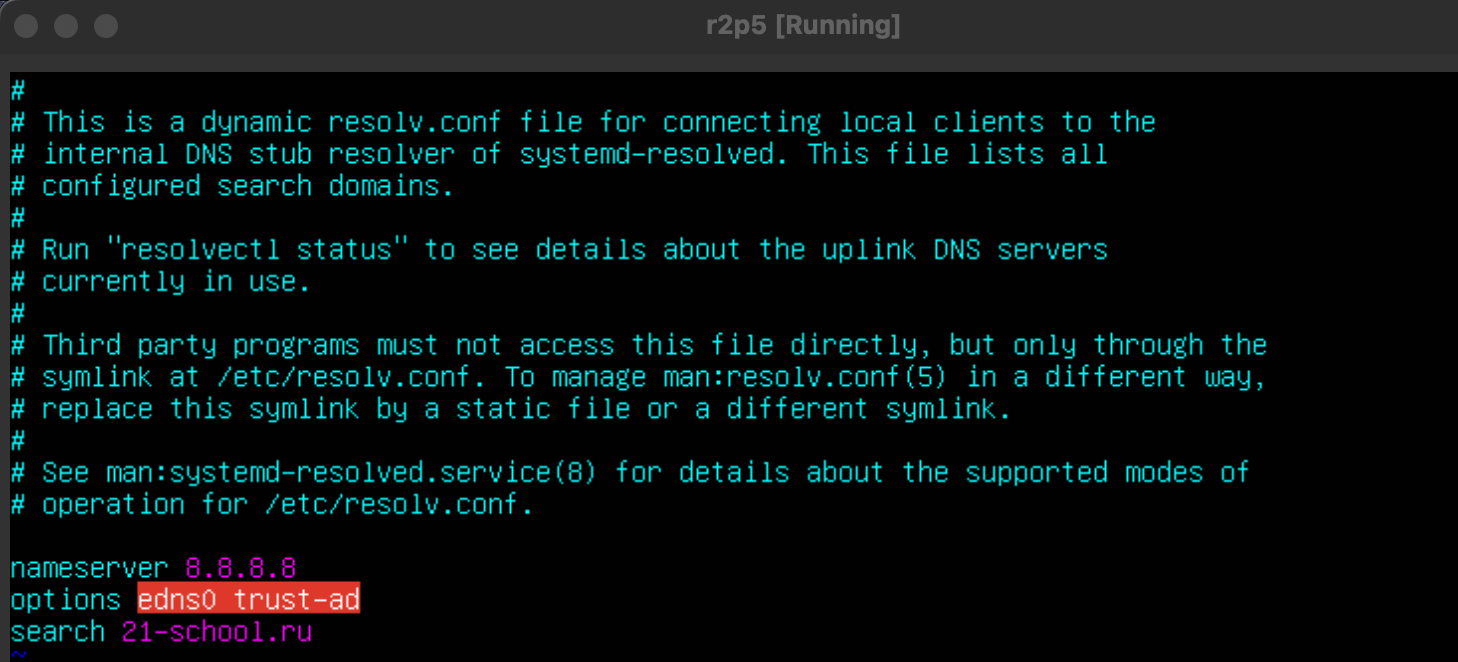 r2p5 [Running]
#
# This is a dynamic resolv.conf file for connecting local clients to the
# internal DNS stub resolver of systemd-resolved. This file lists all
# configured search domains.
#
# Run "resolvectl status" to see details about the uplink DNS servers
# currently in use.
#
# Third party programs must not access this file directly, but only through the
# symlink at /etc/resolv.conf. To manage man:resolv.conf(5) in a different way,
# replace this symlink by a static file or a different symlink.
#
# See man:systemd-resolved.service(8) for details about the supported modes of
# operation for /etc/resolv.conf.

nameserver 8.8.8.8
options edns0 trust-ad
search 21-school.ru
~